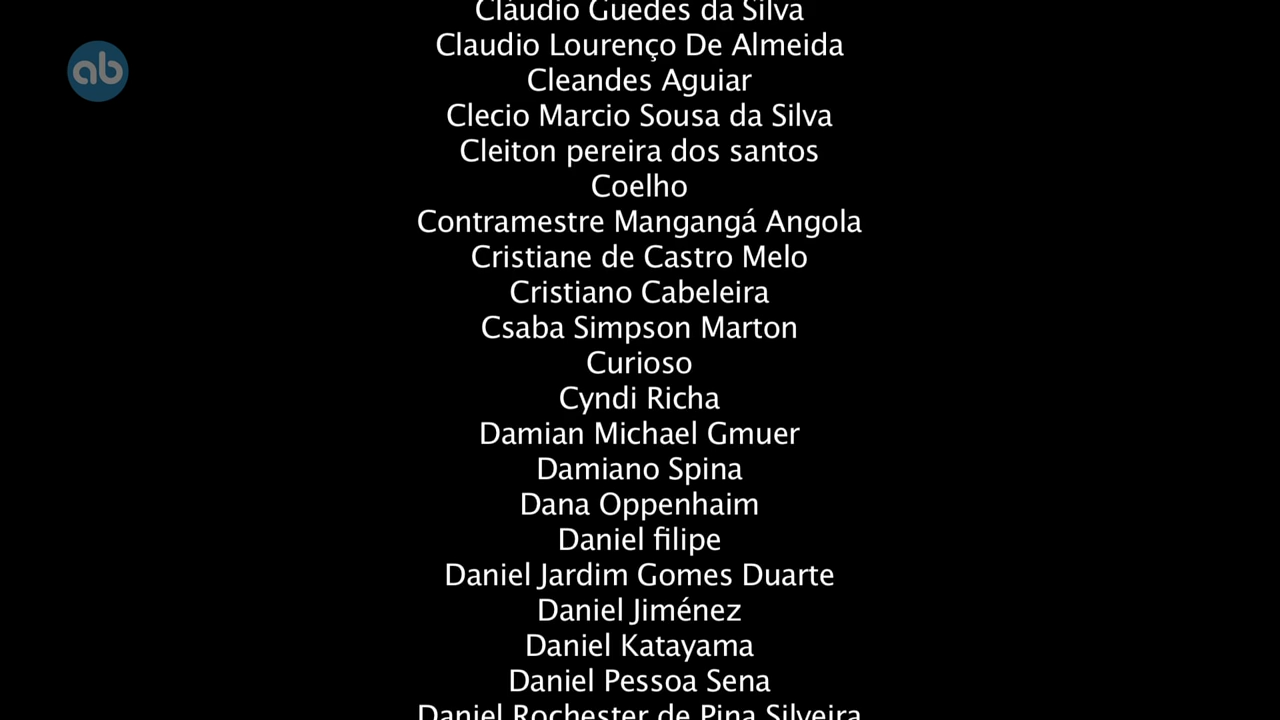 ab
Cláudio Guedes da Silva
Claudio Lourenço De Almeida
Cleandes Aguiar
Clecio Marcio Sousa da Silva
Cleiton pereira dos santos
Coelho
Contramestre Mangangá Angola
Cristiane de Castro Melo
Cristiano Cabeleira
Csaba Simpson Marton
Curioso
Cyndi Richa
Damian Michael Gmuer
Damiano Spina
Dana Oppenhaim
Daniel filipe
Daniel Jardim Gomes Duarte
Daniel Jiménez
Daniel Katayama
Daniel Pessoa Sena
Daniel Rochester de Pina Silveira